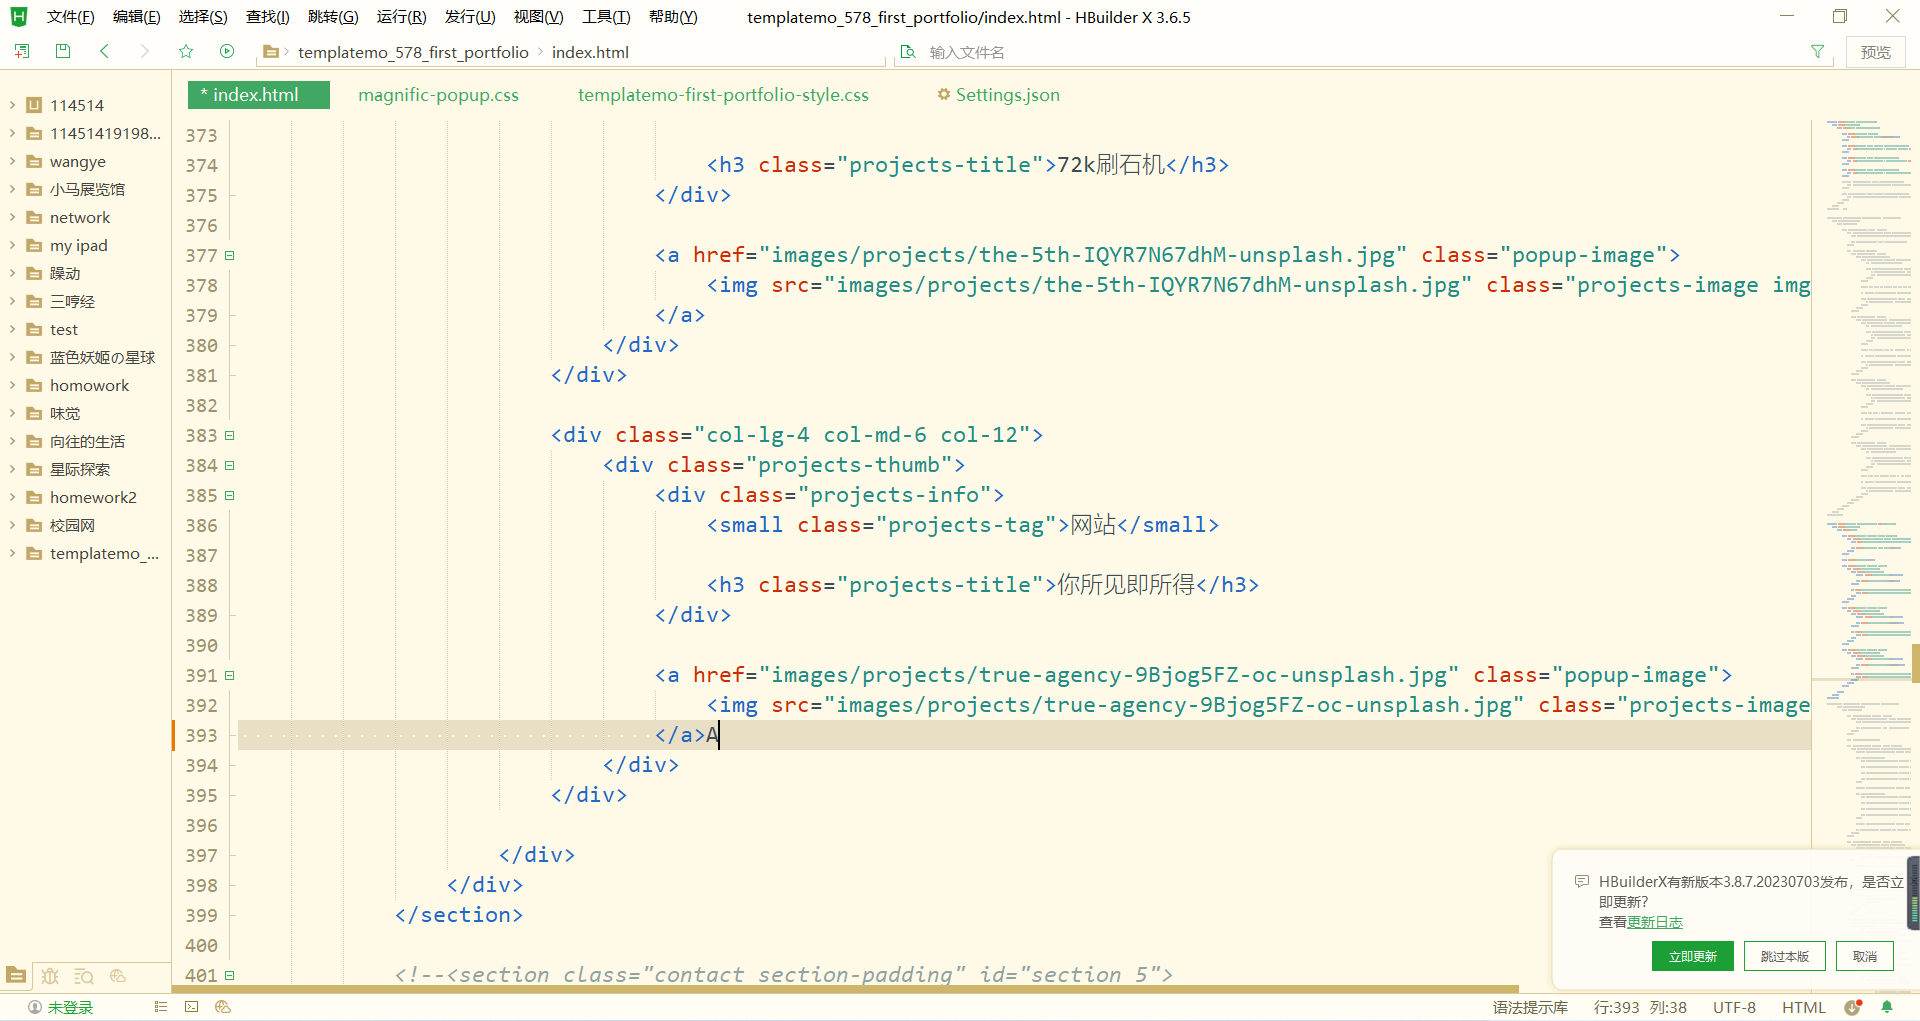 文件(F) 编辑(E) 选择(S) 查找(I) 跳转(G) 运行(R) 发行(U) 视图(V) 工具(T) 帮助(Y) templatemo_578_first_portfolio/index.html - HBuilder X 3.6.5
templatemo_578_first_portfolio index.html 输入文件名 预览
* index.html magnific-popup.css templatemo-first-portfolio-style.css Settings.json
114514
11451419198...
wangye
小马展览馆
network
my ipad
躁动
三哼经
test
蓝色妖姬の星球
homowork
味觉
向往的生活
星际探索
homework2
校园网
templatemo_...
373
374 <h3 class="projects-title">72k刷石机</h3>
375 </div>
376
377 <a href="images/projects/the-5th-IQYR7N67dhM-unsplash.jpg" class="popup-image">
378 <img src="images/projects/the-5th-IQYR7N67dhM-unsplash.jpg" class="projects-image img
379 </a>
380 </div>
381 </div>
382
383 <div class="col-lg-4 col-md-6 col-12">
384 <div class="projects-thumb">
385 <div class="projects-info">
386 <small class="projects-tag">网站</small>
387
388 <h3 class="projects-title">你所见即所得</h3>
389 </div>
390
391 <a href="images/projects/true-agency-9Bjog5FZ-oc-unsplash.jpg" class="popup-image">
392 <img src="images/projects/true-agency-9Bjog5FZ-oc-unsplash.jpg" class="projects-image
393 </a>A
394 </div>
395 </div>
396
397 </div>
398 </div>
399 </section>
400
401 <!--<section class="contact section-padding" id="section_5">
HBuilderX有新版本3.8.7.20230703发布，是否立
即更新?
查看更新日志
立即更新 跳过本版 取消
未登录 语法提示库 行:393 列:38 UTF-8 HTML